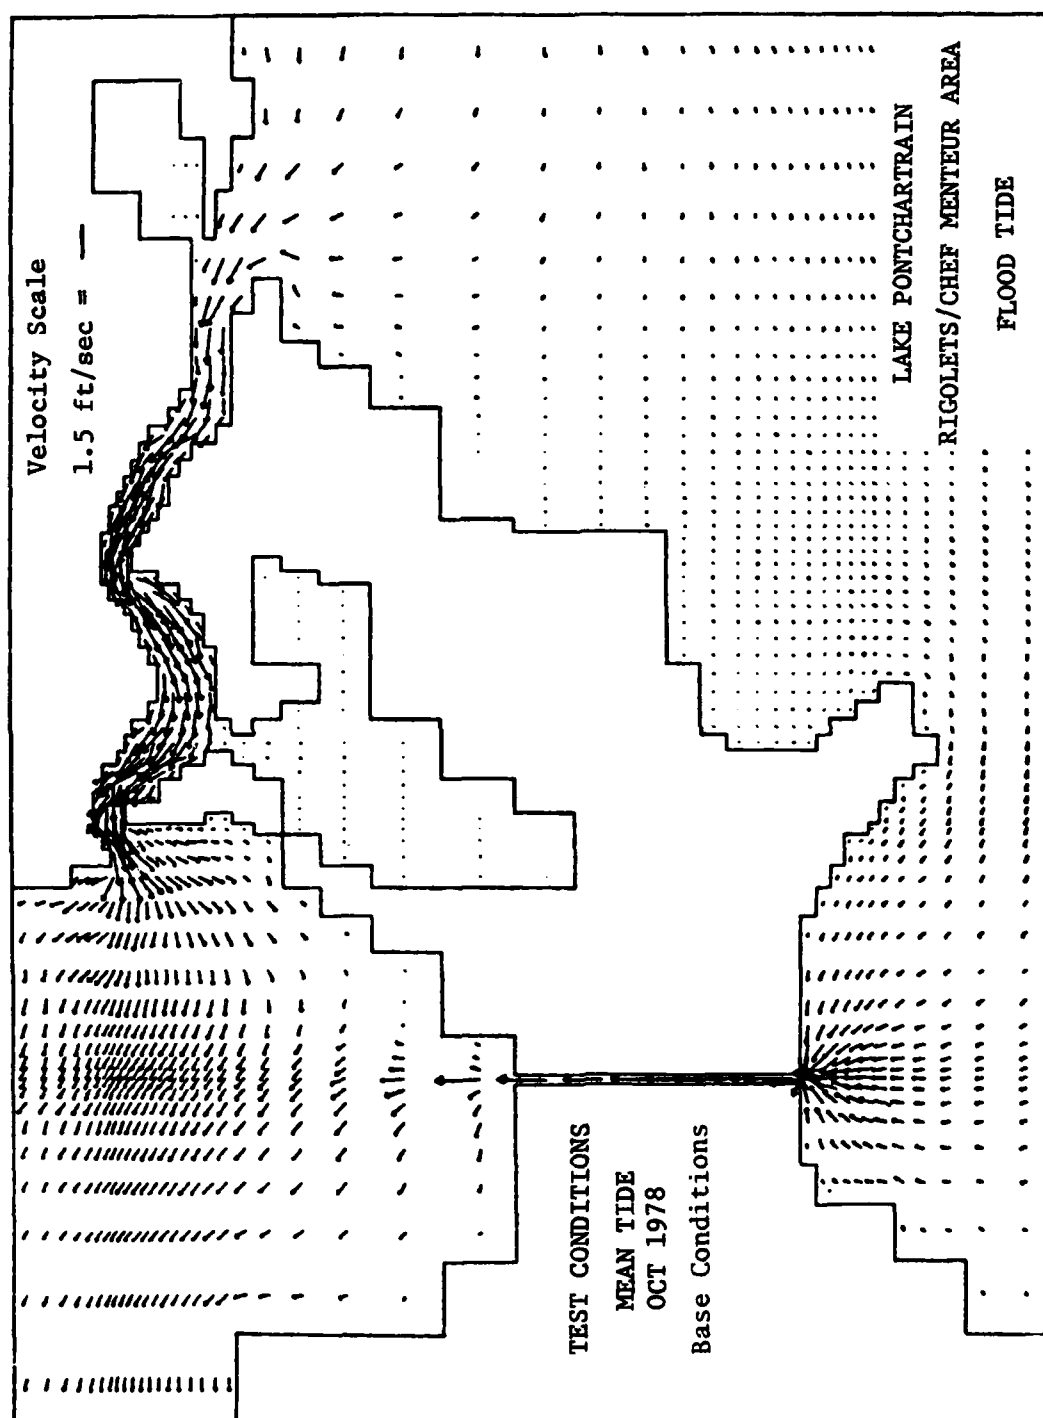 Velocity Scale
1.5 ft/sec = —
LAKE PONTCHARTRAIN
RIGOLETS/CHEF MENTEUR AREA
FLOOD TIDE
TEST CONDITIONS
MEAN TIDE
OCT 1978
Base Conditions